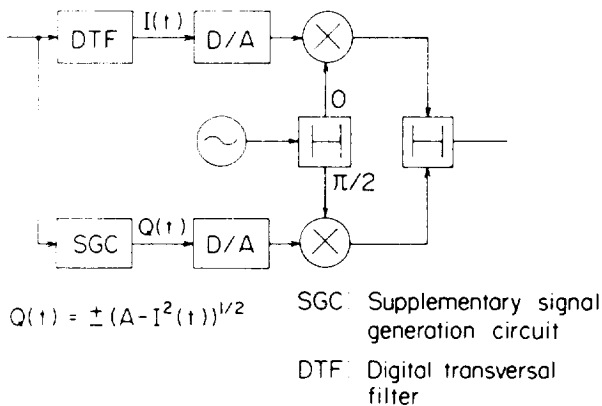 DTF
I(t)
D/A
0
π/2
SGC
Q(t)
D/A
Q(t) = ± (A-I²(t))^1/2
SGC: Supplementary signal
generation circuit
DTF: Digital transversal
filter